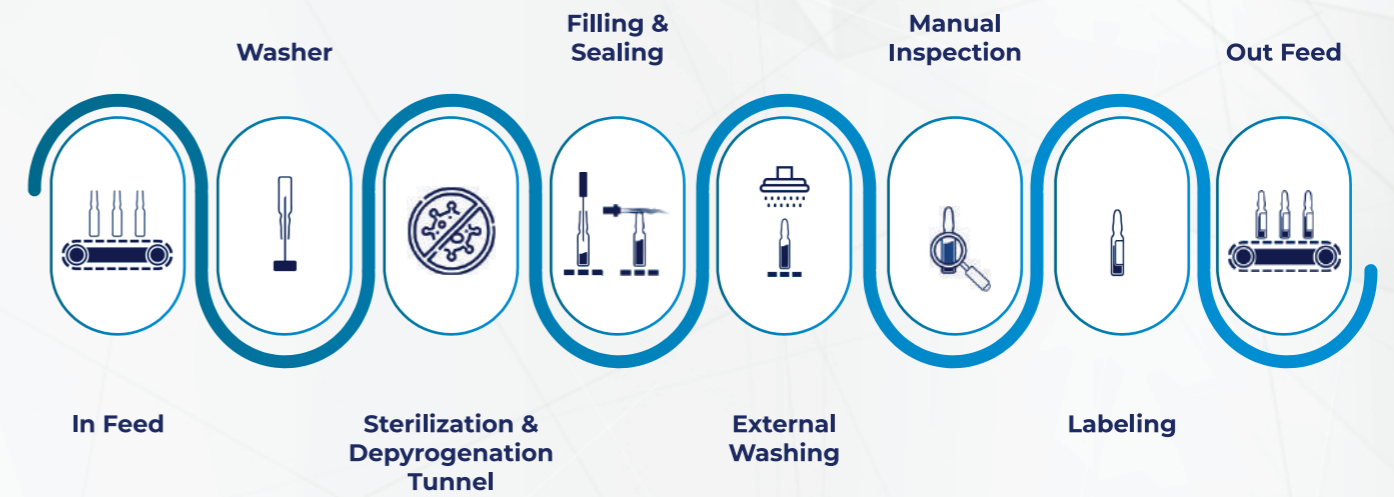 In Feed
Washer
Sterilization &
Depyrogenation
Tunnel
Filling &
Sealing
External
Washing
Manual
Inspection
Labeling
Out Feed